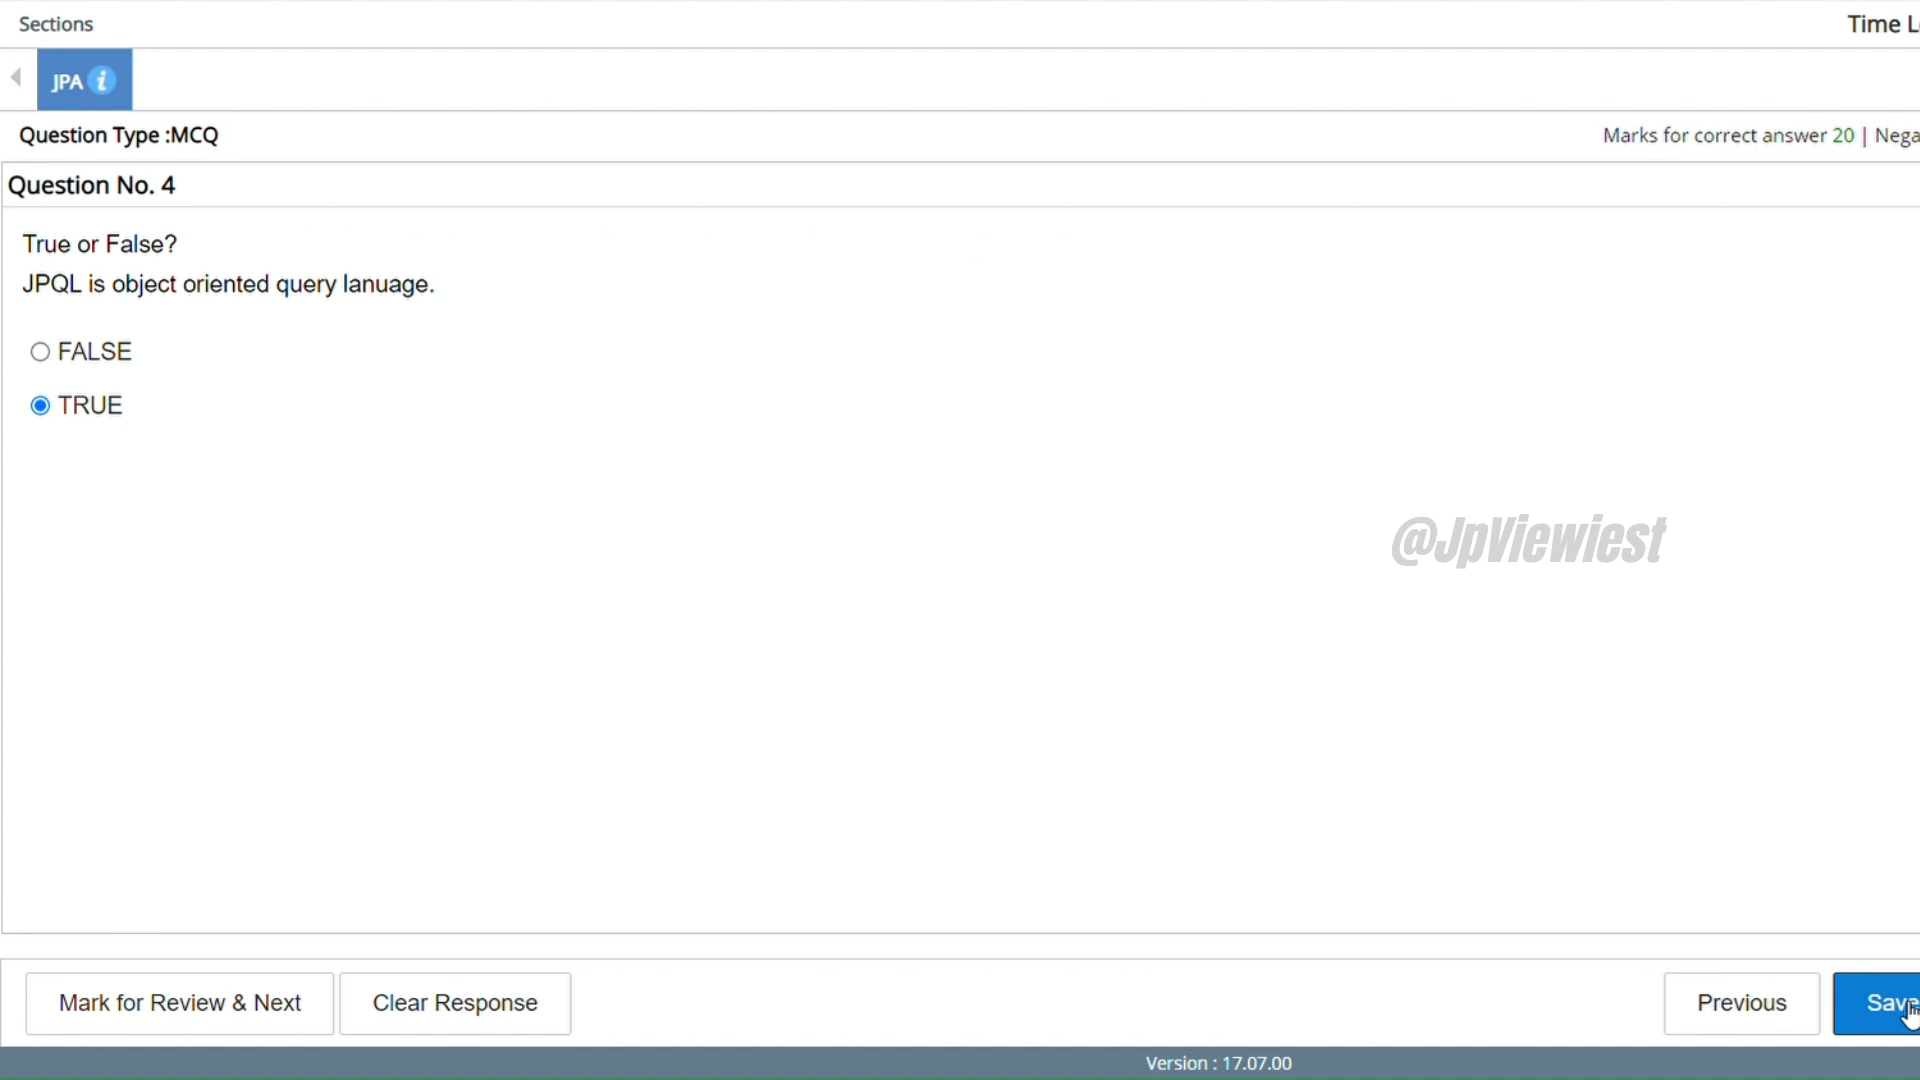 Sections
Time L
JPA i
Question Type :MCQ
Marks for correct answer 20 | Nega
Question No. 4
True or False?
JPQL is object oriented query lanuage.
FALSE
TRUE
@JpViewiest
Mark for Review & Next
Clear Response
Previous
Save
Version : 17.07.00